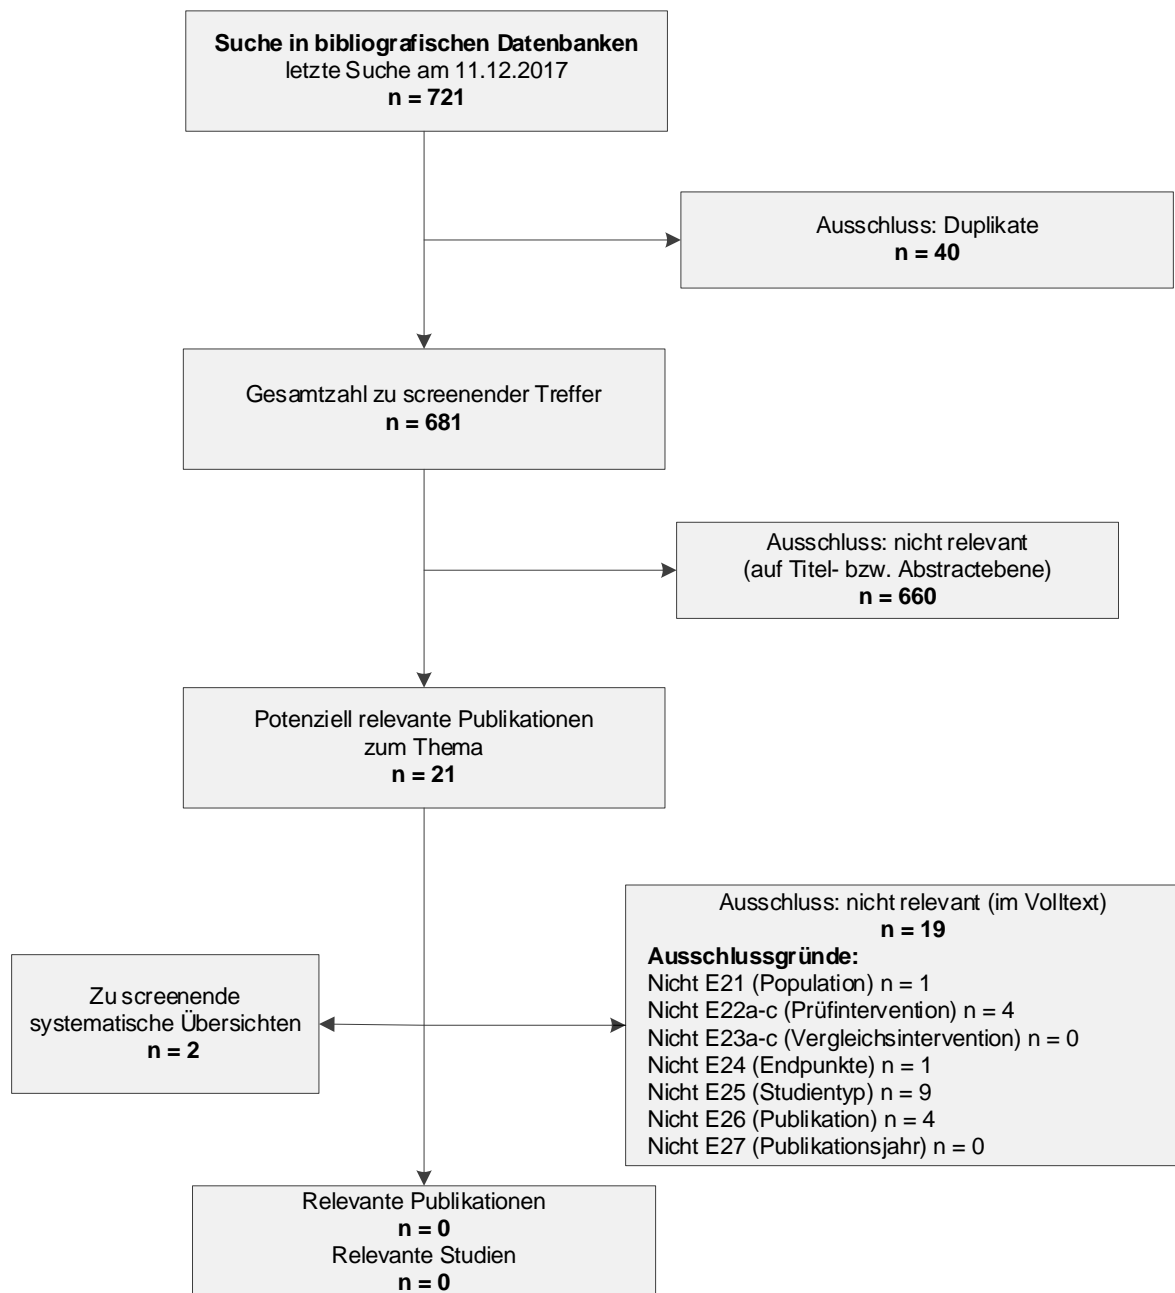 Suche in bibliografischen Datenbanken
letzte Suche am 11.12.2017
n = 721
Ausschluss: Duplikate
n = 40
Gesamtzahl zu screenender Treffer
n = 681
Ausschluss: nicht relevant
(auf Titel- bzw. Abstractebene)
n = 660
Potenziell relevante Publikationen
zum Thema
n = 21
Ausschluss: nicht relevant (im Volltext)
n = 19
Ausschlussgründe:
Nicht E21 (Population) n = 1
Nicht E22a-c (Prüfintervention) n = 4
Nicht E23a-c (Vergleichsintervention) n = 0
Nicht E24 (Endpunkte) n = 1
Nicht E25 (Studientyp) n = 9
Nicht E26 (Publikation) n = 4
Nicht E27 (Publikationsjahr) n = 0
Zu screenende
systematische Übersichten
n = 2
Relevante Publikationen
n = 0
Relevante Studien
n = 0